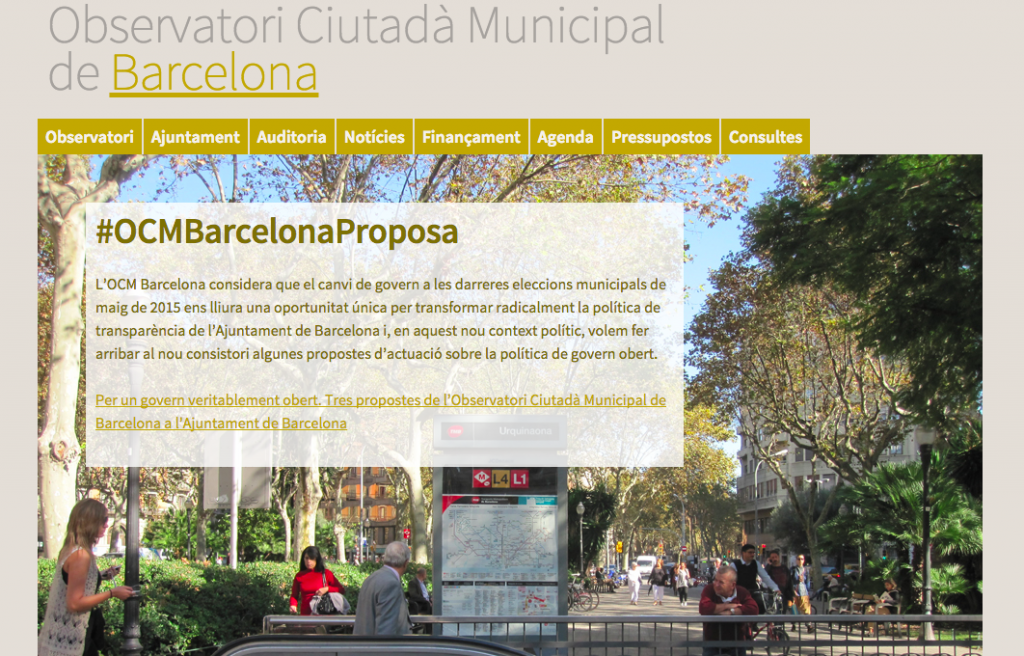 Observatori Ciutadà Municipal
de Barcelona
Observatori Ajuntament Auditoria Notícies Finançament Agenda Pressupostos Consultes
#OCMBarcelonaProposa
L'OCM Barcelona considera que el canvi de govern a les darreres eleccions municipals de
maig de 2015 ens lliura una oportunitat única per transformar radicalment la política de
transparència de l'Ajuntament de Barcelona i, en aquest nou context polític, volem fer
arribar al nou consistori algunes propostes d'actuació sobre la política de govern obert.
Per un govern veritablement obert. Tres propostes de l'Observatori Ciutadà Municipal de
Barcelona a l'Ajuntament de Barcelona
Urquinaona
M L4 L1